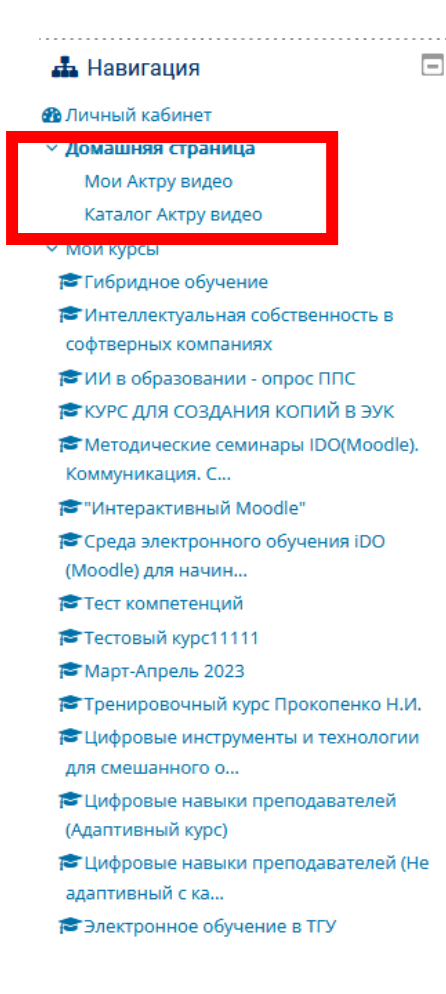 Навигация
Личный кабинет
Домашняя страница
Мои Актру видео
Каталог Актру видео
Мои курсы
Гибридное обучение
Интеллектуальная собственность в
софтверных компаниях
ИИ в образовании - опрос ППС
КУРС ДЛЯ СОЗДАНИЯ КОПИЙ В ЭУК
Методические семинары IDO(Moodle).
Коммуникация. С...
"Интерактивный Moodle"
Среда электронного обучения iDO
(Moodle) для начин...
Тест компетенций
Тестовый курс11111
Март-Апрель 2023
Тренировочный курс Прокопенко Н.И.
Цифровые инструменты и технологии
для смешанного о...
Цифровые навыки преподавателей
(Адаптивный курс)
Цифровые навыки преподавателей (Не
адаптивный с ка...
Электронное обучение в ТГУ